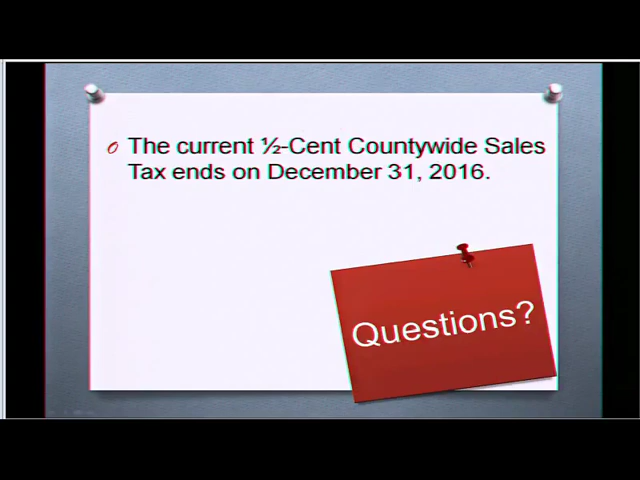 The current ½-Cent Countywide Sales
Tax ends on December 31, 2016.
Questions?